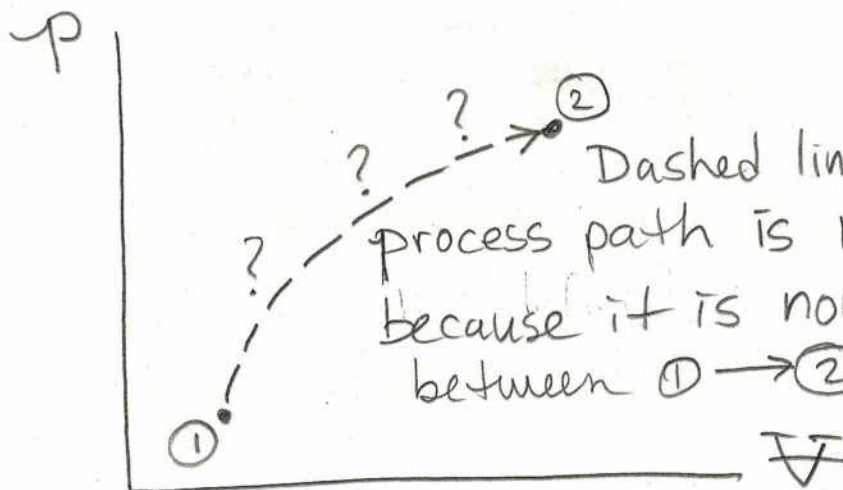 p
? ? ?
②
Dashed lin
process path is
because it is no
between ① → ②
①
V